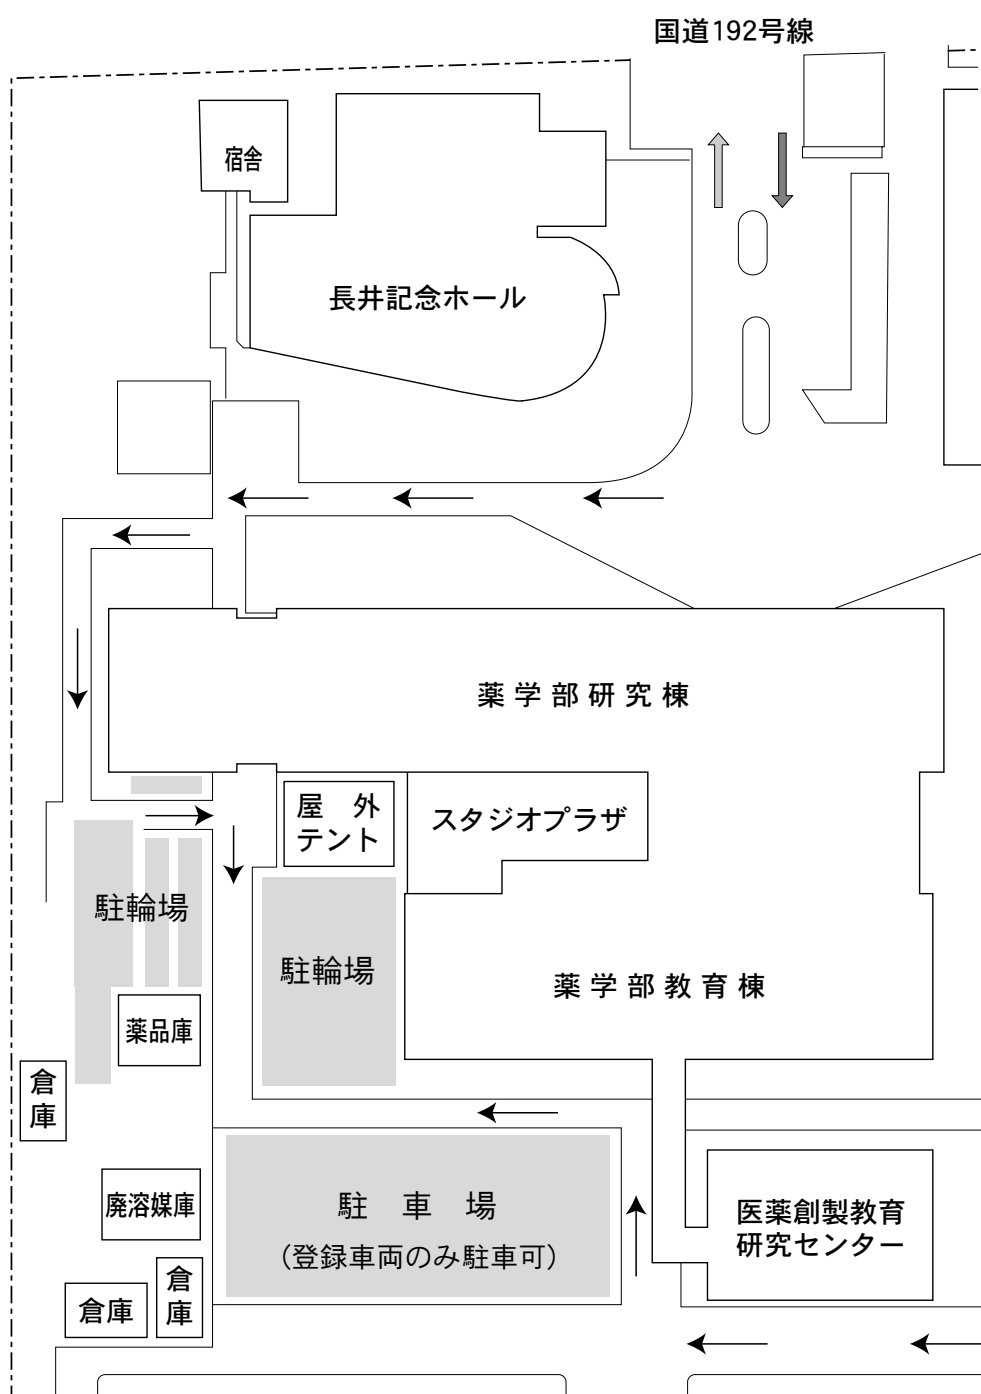 国道192号線
宿舎
長井記念ホール
薬学部研究棟
屋　外
テント
スタジオプラザ
駐輪場
駐輪場
薬学部教育棟
薬品庫
倉
庫
廃溶媒庫
駐　車　場
(登録車両のみ駐車可)
医薬創製教育
研究センター
倉
庫
倉庫